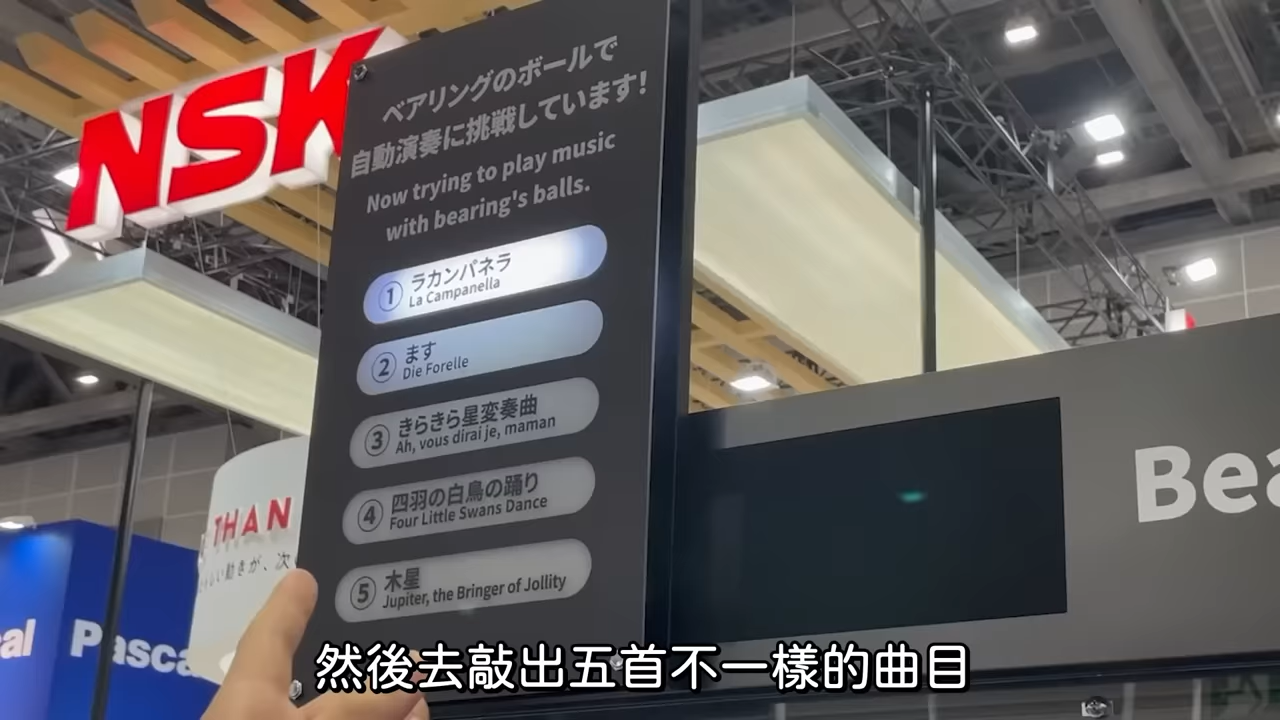 NSK
ベアリングのボールで
自動演奏に挑戦しています!
Now trying to play music
with bearing's balls.
① ラカンパネラ
La Campanella
② ます
Die Forelle
③ きらきら星変奏曲
Ah, vous dirai je, maman
④ 四羽の白鳥の踊り
Four Little Swans Dance
⑤ 木星
Jupiter, the Bringer of Jollity
Bea
THAN
動きが、次
al
Pasca
然後去敲出五首不一樣的曲目